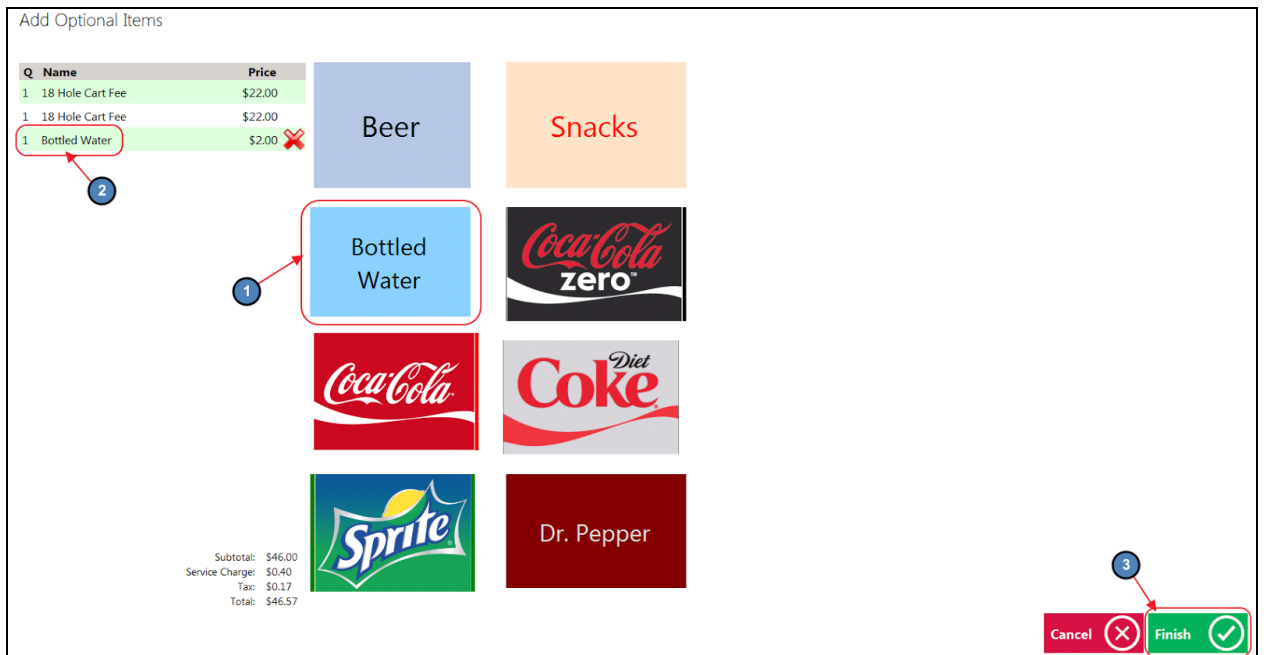 Add Optional Items
Q Name Price
1 18 Hole Cart Fee $22.00
1 18 Hole Cart Fee $22.00
1 Bottled Water $2.00
2
Beer
Snacks
1
Bottled
Water
Coca-Cola
zero™
Coca-Cola
Diet
Coke
Sprite
Dr. Pepper
Subtotal: $46.00
Service Charge: $0.40
Tax: $0.17
Total: $46.57
3
Cancel
Finish